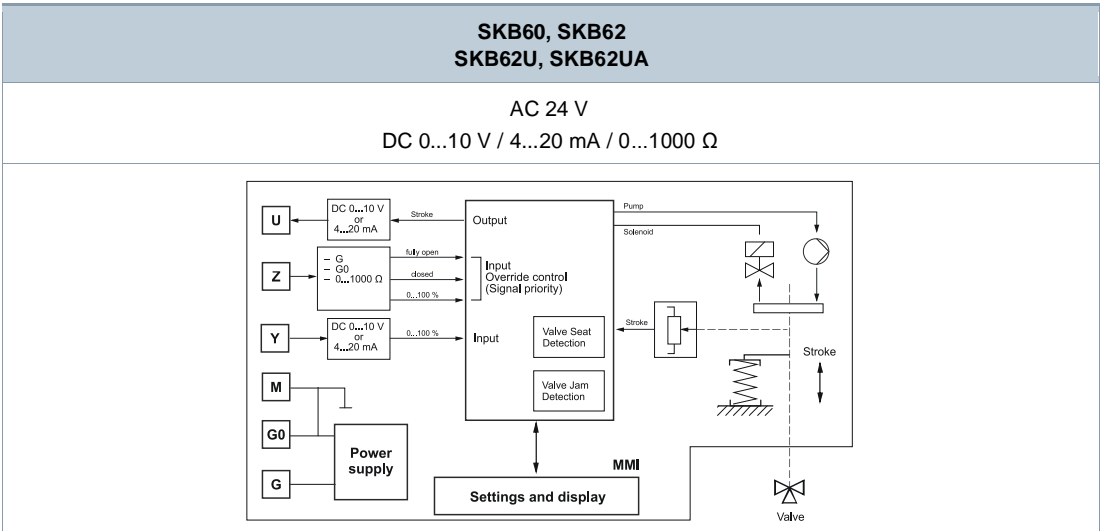 SKB60, SKB62
SKB62U, SKB62UA
AC 24 V
DC 0...10 V / 4...20 mA / 0...1000 Ω
U
DC 0...10 V
or
4...20 mA
Stroke
Output
Pump
Solenoid
Z
– G
– G0
– 0...1000 Ω
fully open
closed
0...100 %
Input
Override control
(Signal priority)
Y
DC 0...10 V
or
4...20 mA
0...100 %
Input
Valve Seat
Detection
Valve Jam
Detection
Stroke
Stroke
M
G0
G
Power
supply
MMI
Settings and display
Valve